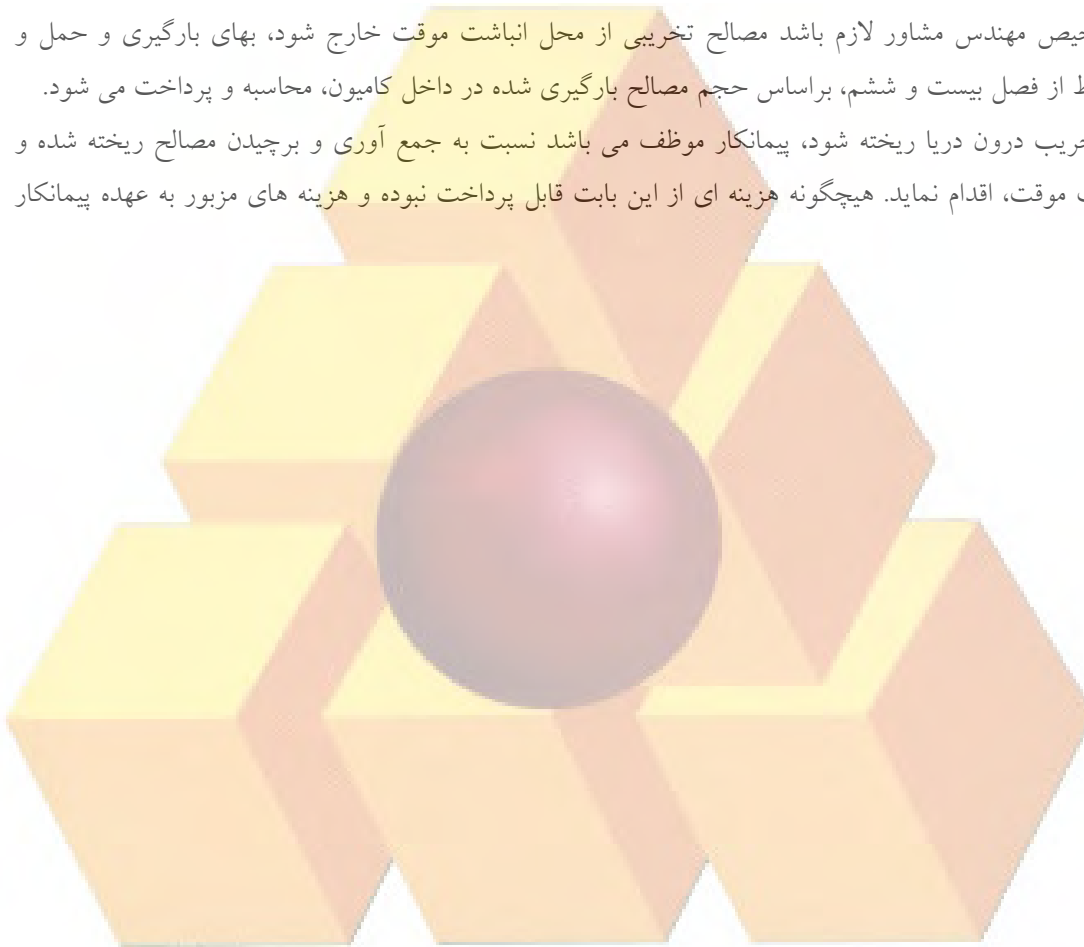 مهندس مشاور لازم باشد مصالح تخریبی از محل انباشت موقت خارج شود، بهای بارگیری و حمل و
از فصل بیست و ششم، براساس حجم مصالح بارگیری شده در داخل کامیون، محاسبه و پرداخت می شود.
درون دریا ریخته شود، پیمانکار موظف می باشد نسبت به جمع آوری و برچیدن مصالح ریخته شده و
موقت، اقدام نماید. هیچگونه هزینه ای از این بابت قابل پرداخت نبوده و هزینه های مزبور به عهده پیمانکار